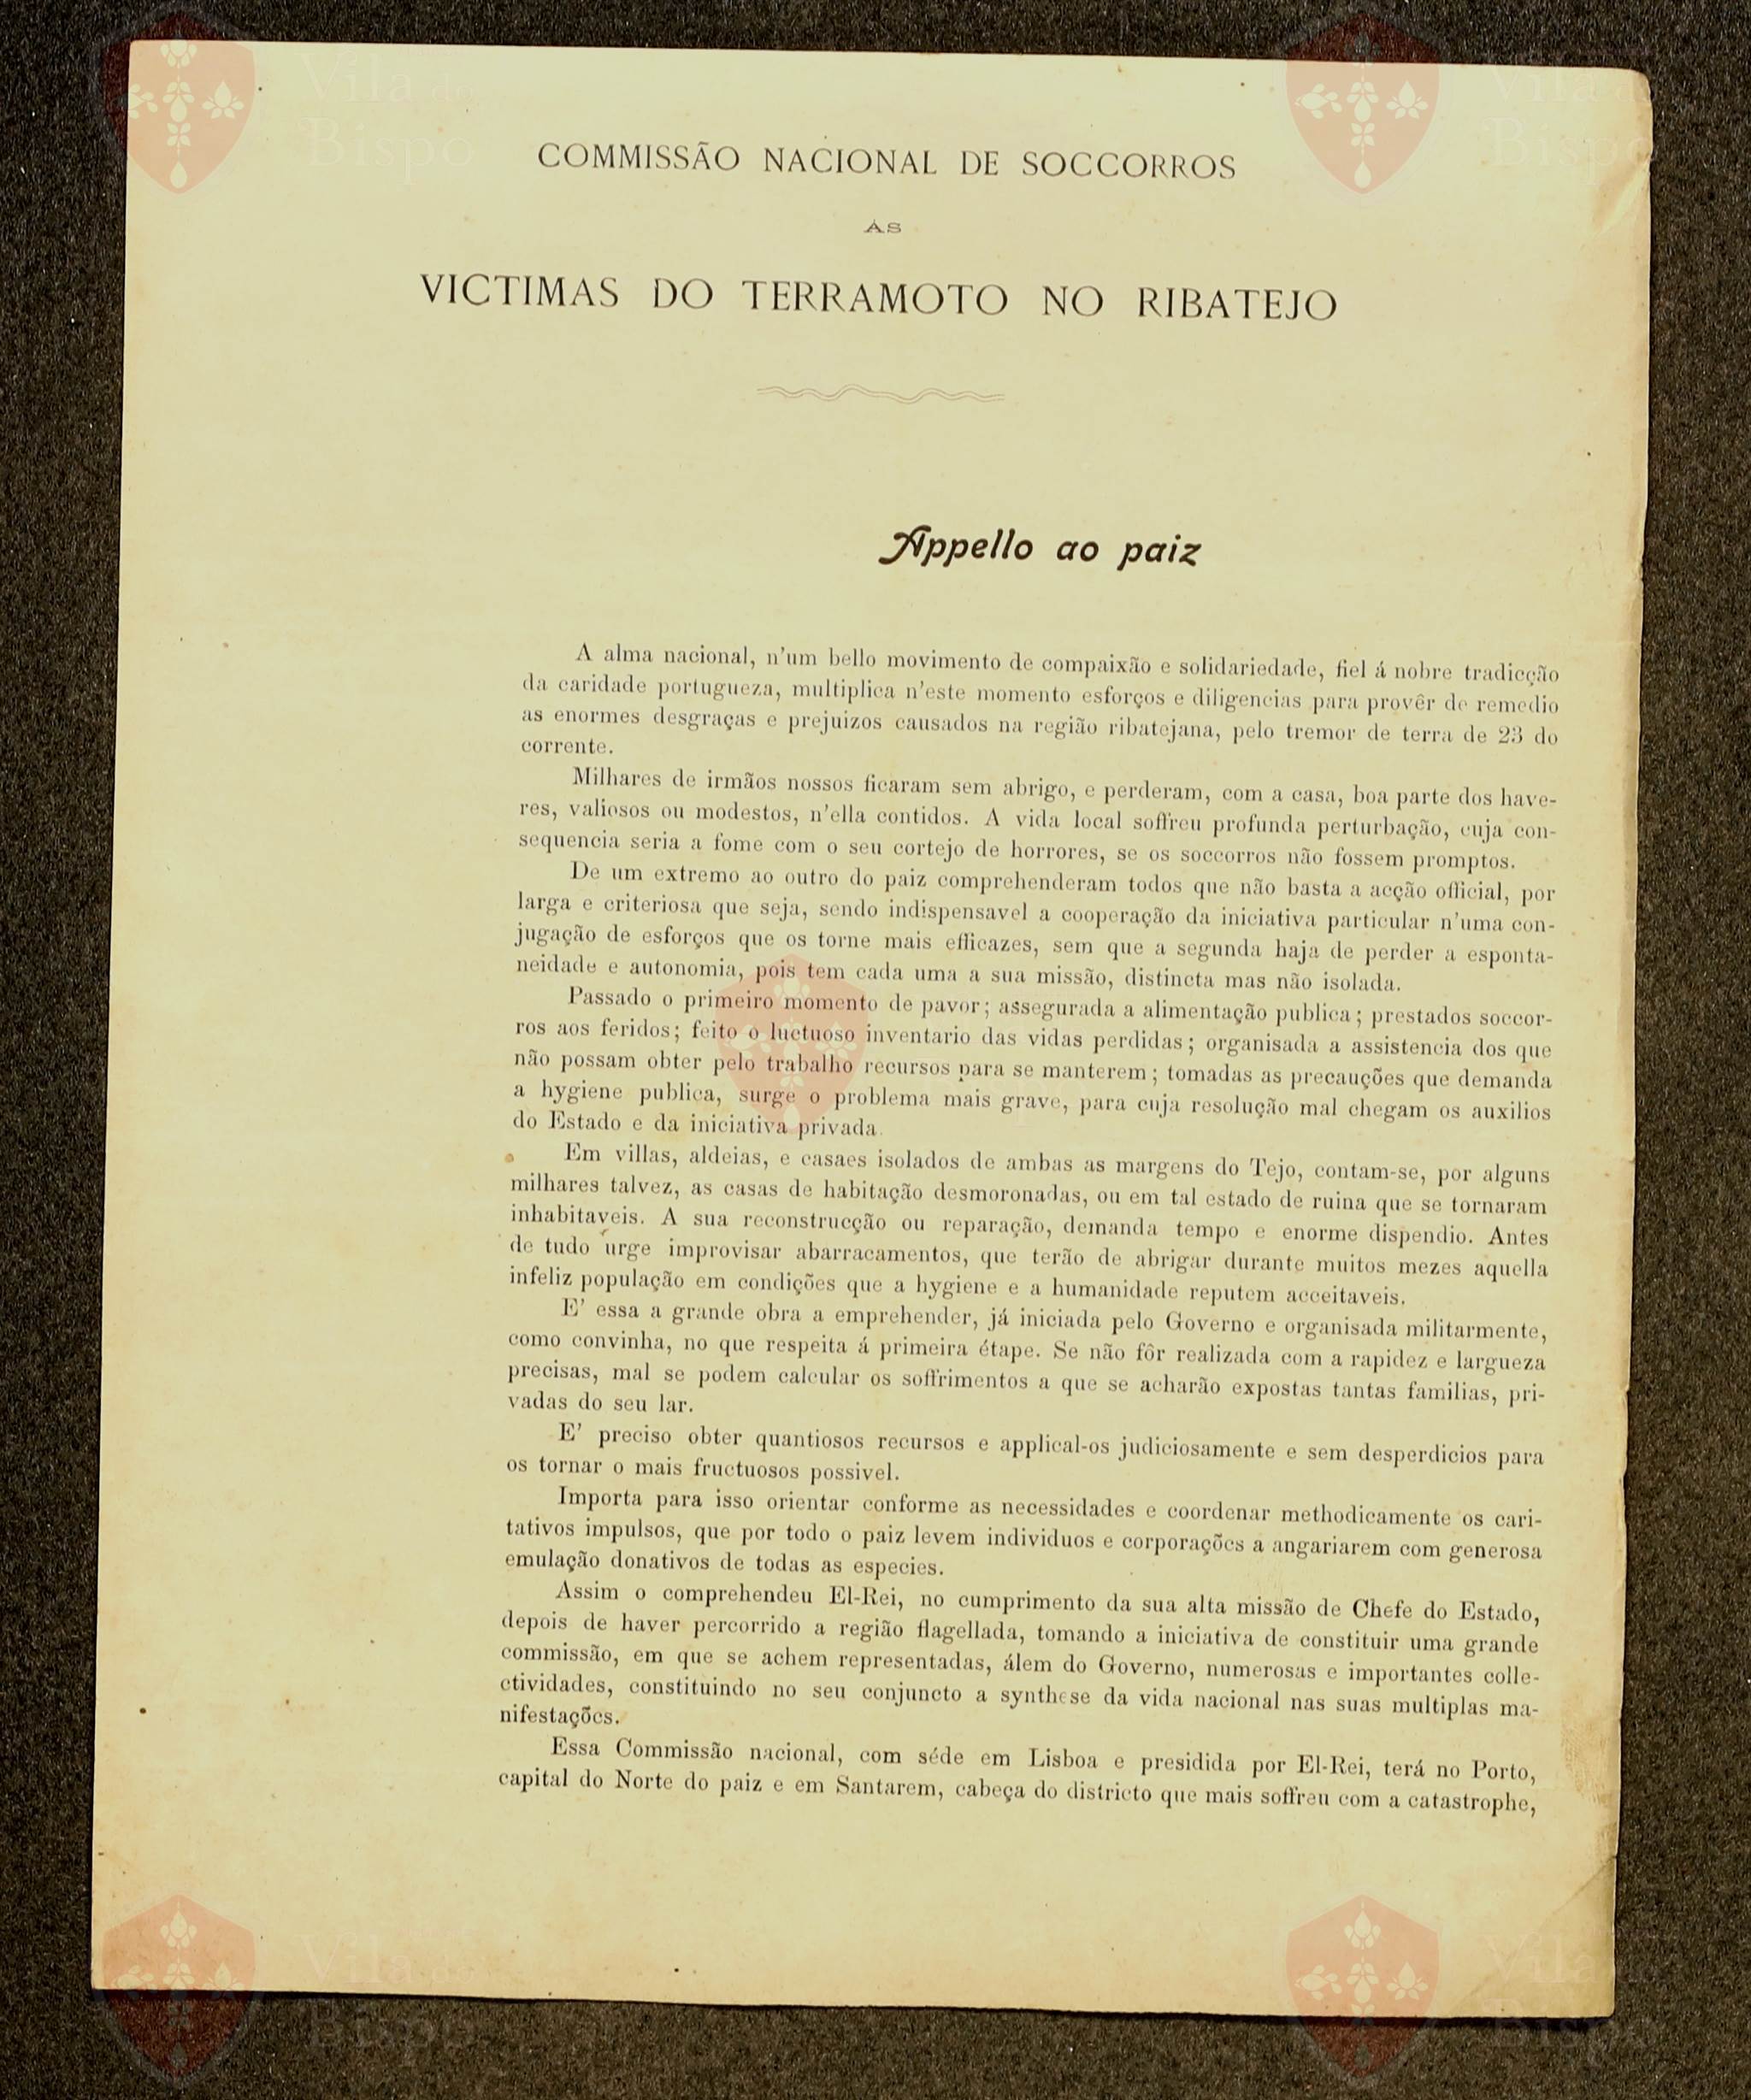 COMMISSÃO NACIONAL DE SOCCORROS
ÁS
VICTIMAS DO TERRAMOTO NO RIBATEJO
Appello ao paiz
A alma nacional, n'um bello movimento de compaixão e solidariedade, fiel á nobre tradicção
da caridade portugueza, multiplica n'este momento esforços e diligencias para provêr de remedio
as enormes desgraças e prejuizos causados na região ribatejana, pelo tremor de terra de 23 do
corrente.
Milhares de irmãos nossos ficaram sem abrigo, e perderam, com a casa, boa parte dos have-
res, valiosos ou modestos, n'ella contidos. A vida local soffreu profunda perturbação, cuja con-
sequencia seria a fome com o seu cortejo de horrores, se os soccorros não fossem promptos.
De um extremo ao outro do paiz comprehenderam todos que não basta a acção official, por
larga e criteriosa que seja, sendo indispensavel a cooperação da iniciativa particular n'uma con-
jugação de esforços que os torne mais efficazes, sem que a segunda haja de perder a esponta-
neidade e autonomia, pois tem cada uma a sua missão, distincta mas não isolada.
Passado o primeiro momento de pavor; assegurada a alimentação publica; prestados soccor-
ros aos feridos; feito o luctuoso inventario das vidas perdidas; organisada a assistencia dos que
não possam obter pelo trabalho recursos para se manterem; tomadas as precauções que demanda
a hygiene publica, surge o problema mais grave, para cuja resolução mal chegam os auxilios
do Estado e da iniciativa privada.
Em villas, aldeias, e casaes isolados de ambas as margens do Tejo, contam-se, por alguns
milhares talvez, as casas de habitação desmoronadas, ou em tal estado de ruina que se tornaram
inhabitaveis. A sua reconstrucção ou reparação, demanda tempo e enorme dispendio. Antes
de tudo urge improvisar abarracamentos, que terão de abrigar durante muitos mezes aquella
infeliz população em condições que a hygiene e a humanidade reputem acceitaveis.
E' essa a grande obra a emprehender, já iniciada pelo Governo e organisada militarmente,
como convinha, no que respeita á primeira étape. Se não fôr realizada com a rapidez e largueza
precisas, mal se podem calcular os soffrimentos a que se acharão expostas tantas familias, pri-
vadas do seu lar.
E' preciso obter quantiosos recursos e applical-os judiciosamente e sem desperdicios para
os tornar o mais fructuosos possivel.
Importa para isso orientar conforme as necessidades e coordenar methodicamente os cari-
tativos impulsos, que por todo o paiz levem individuos e corporações a angariarem com generosa
emulação donativos de todas as especies.
Assim o comprehendeu El-Rei, no cumprimento da sua alta missão de Chefe do Estado,
depois de haver percorrido a região flagellada, tomando a iniciativa de constituir uma grande
commissão, em que se achem representadas, álem do Governo, numerosas e importantes colle-
ctividades, constituindo no seu conjuncto a synthese da vida nacional nas suas multiplas ma-
nifestações.
Essa Commissão nacional, com séde em Lisboa e presidida por El-Rei, terá no Porto,
capital do Norte do paiz e em Santarem, cabeça do districto que mais soffreu com a catastrophe,
Vila do
Bispo
Vila do
Bispo
Vila do
Bispo
Vila do
Bispo